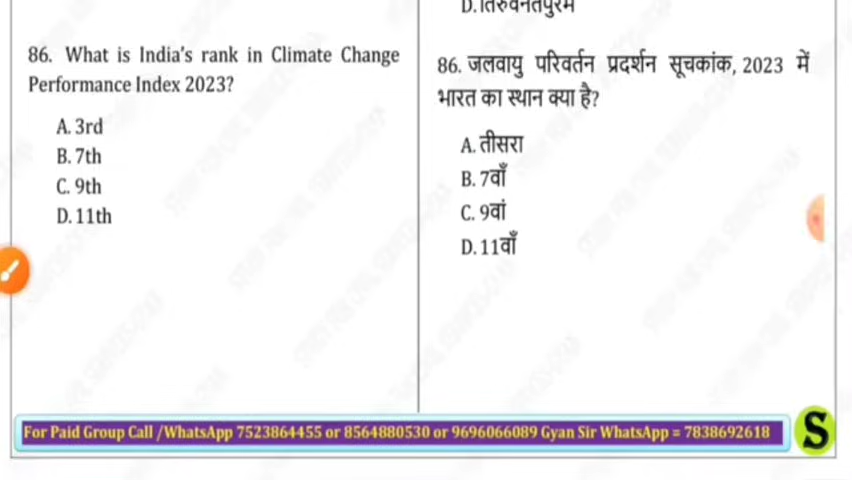 D. तिरुवनंतपुरम
86. What is India's rank in Climate Change
Performance Index 2023?
A. 3rd
B. 7th
C. 9th
D. 11th
86. जलवायु परिवर्तन प्रदर्शन सूचकांक, 2023 में
भारत का स्थान क्या है?
A. तीसरा
B. 7वाँ
C. 9वां
D. 11वाँ
For Paid Group Call /WhatsApp 7523864455 or 8564880530 or 9696066089 Gyan Sir WhatsApp = 7838692618
S